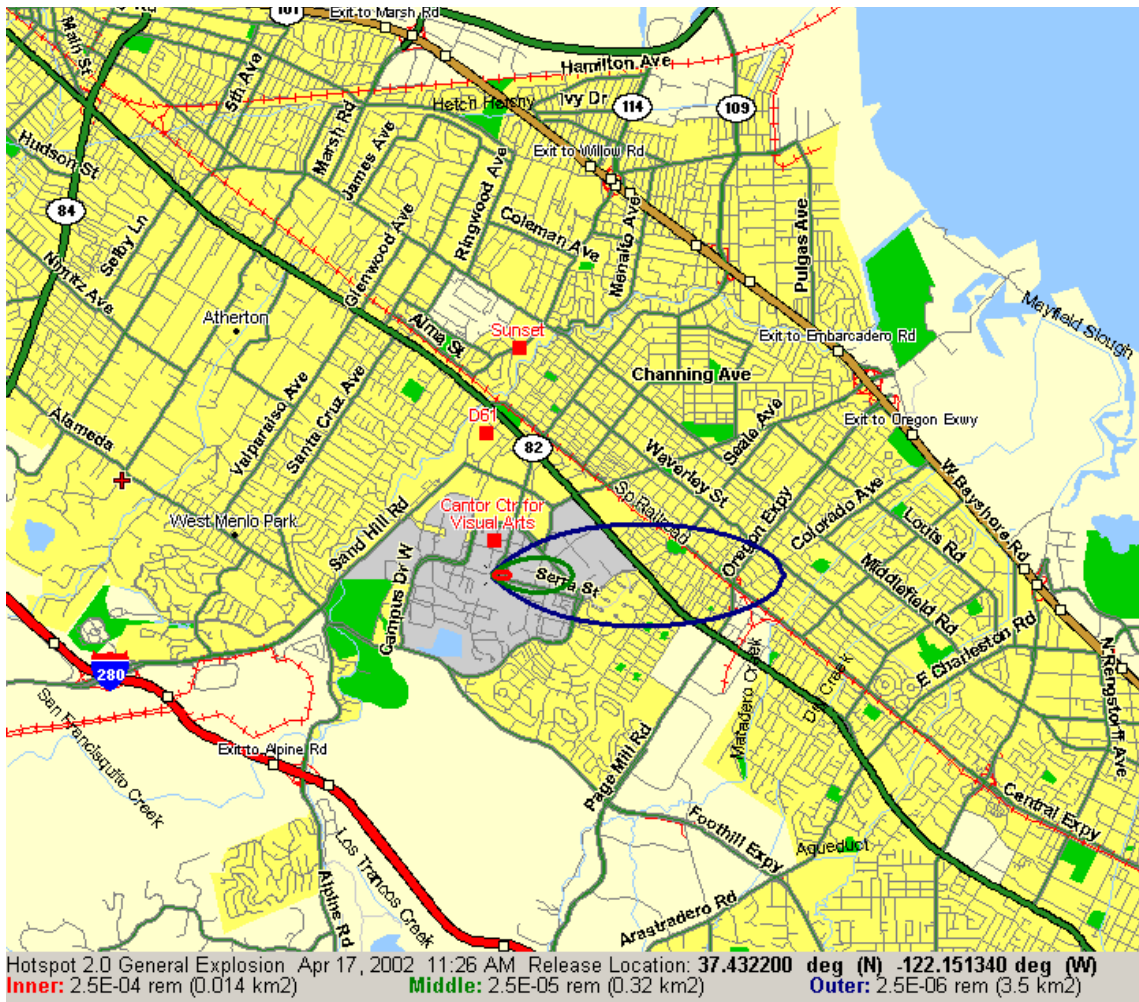 Exit to Marsh Rd
101
Main St
5th Ave
Hamilton Ave
Ivy Dr
114
109
Hetch Hetchy
Marsh Rd
James Ave
Hudson St
Exit to Willow Rd
Ringwood Ave
84
Selby Ln
Coleman Ave
Menalto Ave
Pulgas Ave
Nimitz Ave
Glenwood Ave
Atherton
Alma St
Sunset
Mayfield Slough
Exit to Embarcadero Rd
Channing Ave
Valparaiso Ave
Santa Cruz Ave
Alameda
D61
82
Seale Ave
Exit to Oregon Exwy
Waverley St
W Bayshore Rd
Sp Railroad
Oregon Expy
Colorado Ave
Loris Rd
West Menlo Park
Sand Hill Rd
Cantor Ctr for
Visual Arts
Serra St
Middlefield Rd
Campus Dr W
E Charleston Rd
N Rengstorff Ave
280
San Francisquito Creek
Matadero Creek
Dry Creek
Exit to Alpine Rd
Page Mill Rd
Central Expy
Foothill Expy
Aqueduct
Los Trancos Creek
Alpine Rd
Arastradero Rd
Hotspot 2.0 General Explosion Apr 17, 2002 11:26 AM Release Location: 37.432200 deg (N) -122.151340 deg (W)
Inner: 2.5E-04 rem (0.014 km2) Middle: 2.5E-05 rem (0.32 km2) Outer: 2.5E-06 rem (3.5 km2)